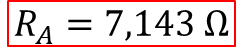 R_A = 7,143 Ω